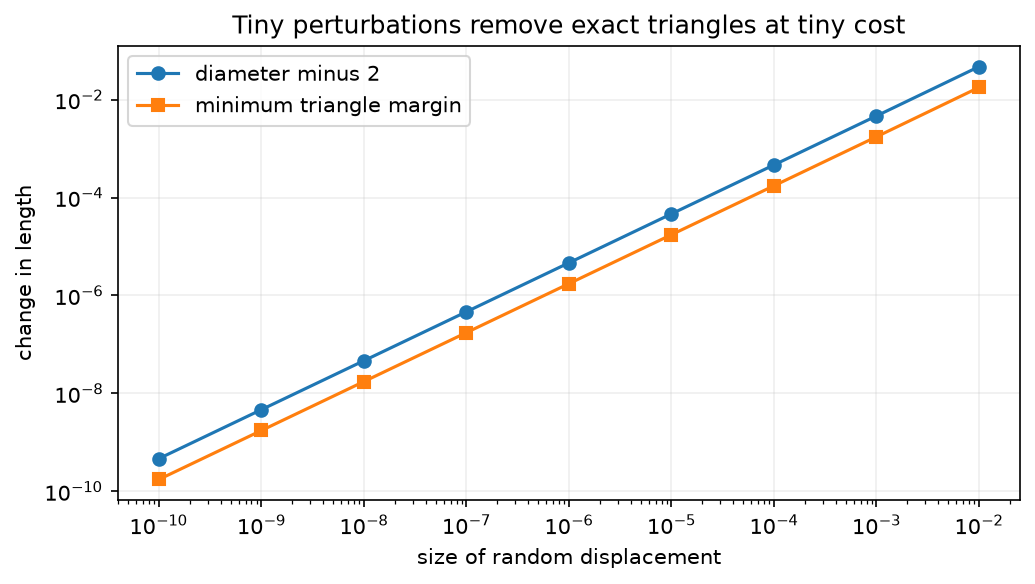 Tiny perturbations remove exact triangles at tiny cost
diameter minus 2
minimum triangle margin
change in length
10⁻²
10⁻⁴
10⁻⁶
10⁻⁸
10⁻¹⁰
10⁻¹⁰ 10⁻⁹ 10⁻⁸ 10⁻⁷ 10⁻⁶ 10⁻⁵ 10⁻⁴ 10⁻³ 10⁻²
size of random displacement